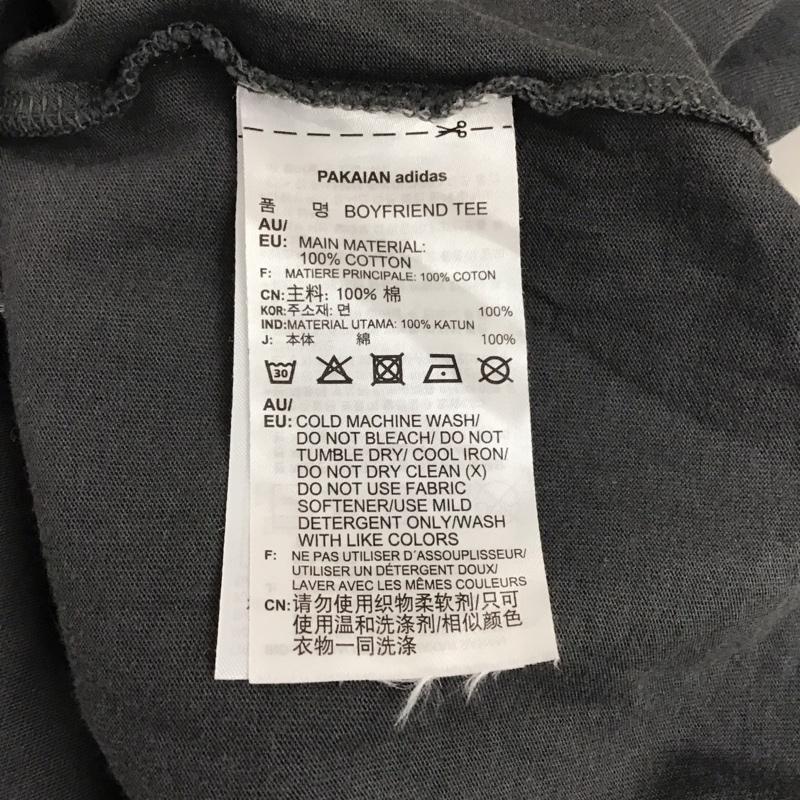 PAKAIAN adidas
품 명 BOYFRIEND TEE
AU/
EU: MAIN MATERIAL:
100% COTTON
F: MATIERE PRINCIPALE: 100% COTON
CN:主料: 100% 棉
KOR:주소재: 면 100%
IND:MATERIAL UTAMA: 100% KATUN
J: 本体 綿 100%
30
AU/
EU: COLD MACHINE WASH/
DO NOT BLEACH/ DO NOT
TUMBLE DRY/ COOL IRON/
DO NOT DRY CLEAN (X)
DO NOT USE FABRIC
SOFTENER/USE MILD
DETERGENT ONLY/WASH
WITH LIKE COLORS
F: NE PAS UTILISER D´ASSOUPLISSEUR/
UTILISER UN DÉTERGENT DOUX/
LAVER AVEC LES MÊMES COULEURS
CN:请勿使用织物柔软剂/只可
使用温和洗涤剂/相似颜色
衣物一同洗涤